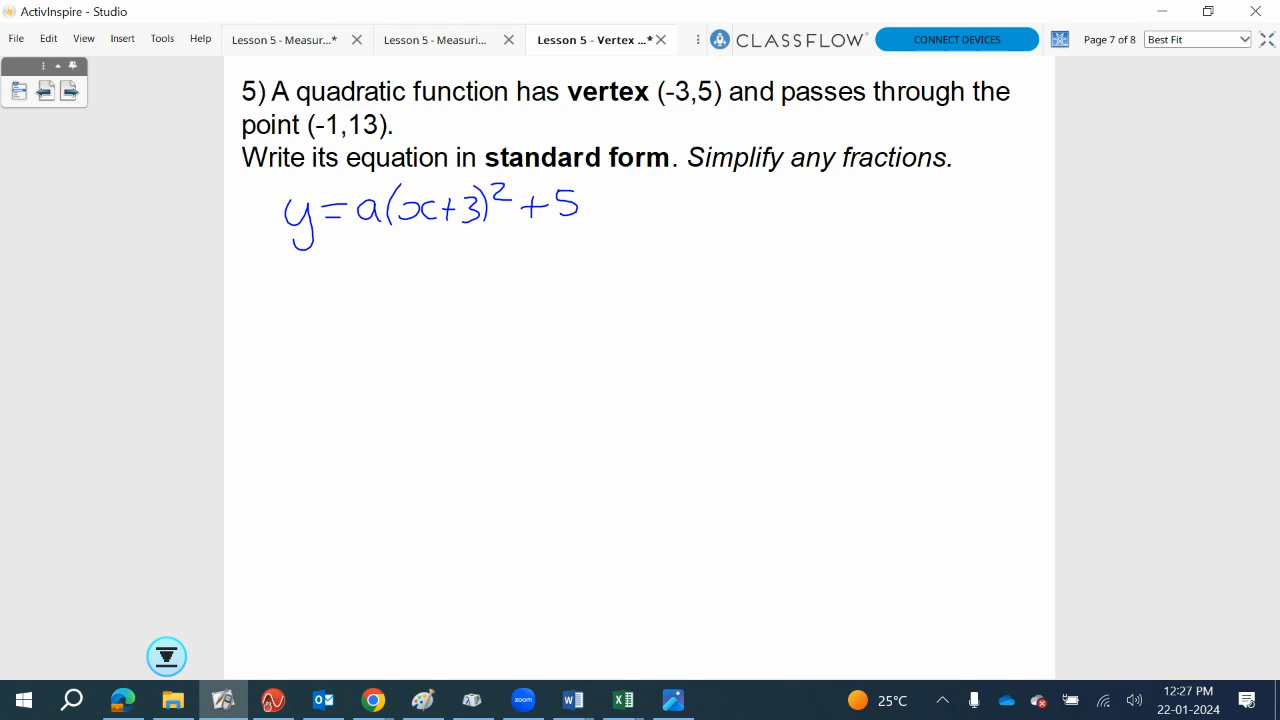 ActivInspire - Studio
File Edit View Insert Tools Help Lesson 5 - Measur...* Lesson 5 - Measuri... Lesson 5 - Vertex ...* CLASSFLOW CONNECT DEVICES Page 7 of 8 Best Fit
5) A quadratic function has vertex (-3,5) and passes through the
point (-1,13).
Write its equation in standard form. Simplify any fractions.
y = a(x+3)² + 5
zoom 25°C 12:27 PM
22-01-2024